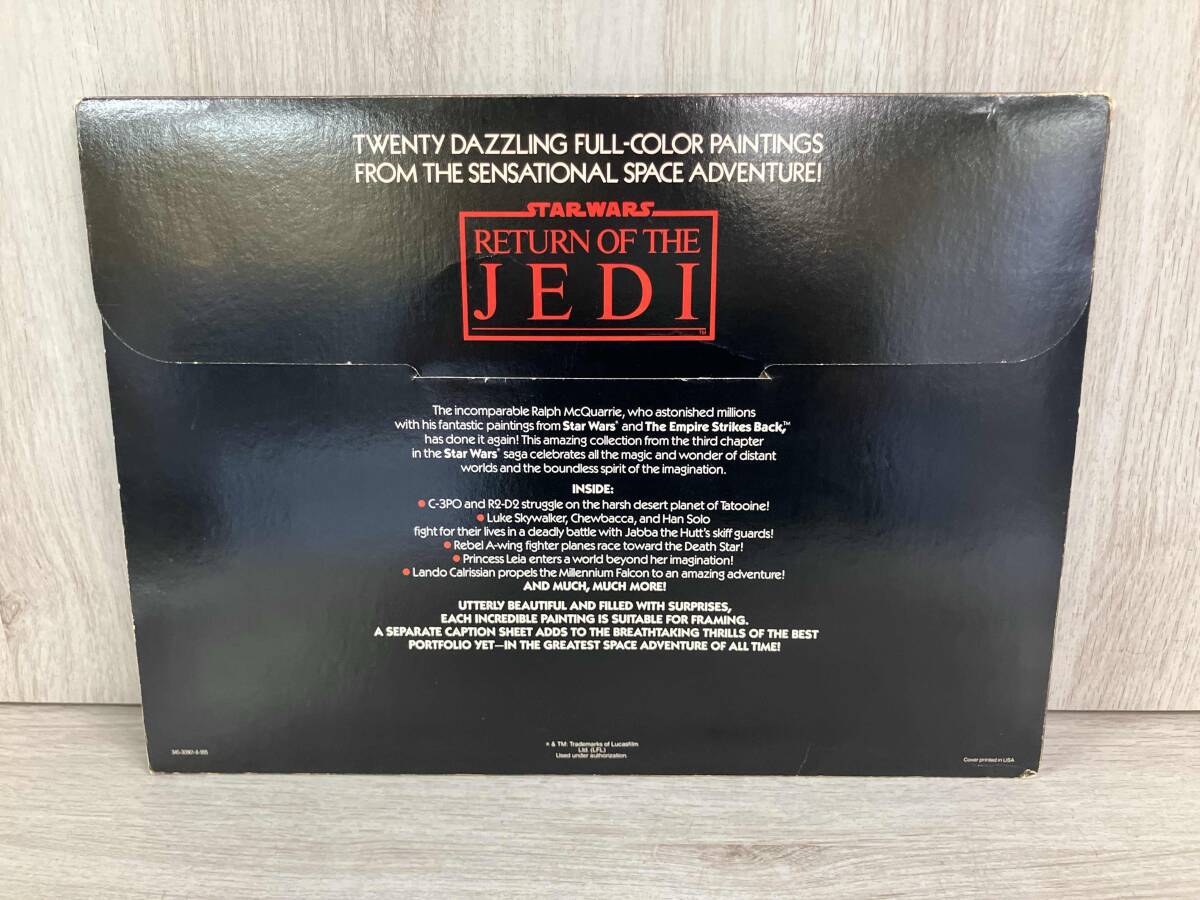 TWENTY DAZZLING FULL-COLOR PAINTINGS
FROM THE SENSATIONAL SPACE ADVENTURE!
STAR WARS
RETURN OF THE
JEDI
TM
The incomparable Ralph McQuarrie, who astonished millions
with his fantastic paintings from Star Wars® and The Empire Strikes Back,™
has done it again! This amazing collection from the third chapter
in the Star Wars® saga celebrates all the magic and wonder of distant
worlds and the boundless spirit of the imagination.
INSIDE:
• C-3PO and R2-D2 struggle on the harsh desert planet of Tatooine!
• Luke Skywalker, Chewbacca, and Han Solo
fight for their lives in a deadly battle with Jabba the Hutt's skiff guards!
• Rebel A-wing fighter planes race toward the Death Star!
• Princess Leia enters a world beyond her imagination!
• Lando Calrissian propels the Millennium Falcon to an amazing adventure!
AND MUCH, MUCH MORE!
UTTERLY BEAUTIFUL AND FILLED WITH SURPRISES,
EACH INCREDIBLE PAINTING IS SUITABLE FOR FRAMING.
A SEPARATE CAPTION SHEET ADDS TO THE BREATHTAKING THRILLS OF THE BEST
PORTFOLIO YET—IN THE GREATEST SPACE ADVENTURE OF ALL TIME!
® & TM: Trademarks of Lucasfilm
Ltd. (LFL)
Used under authorization.
Cover printed in USA